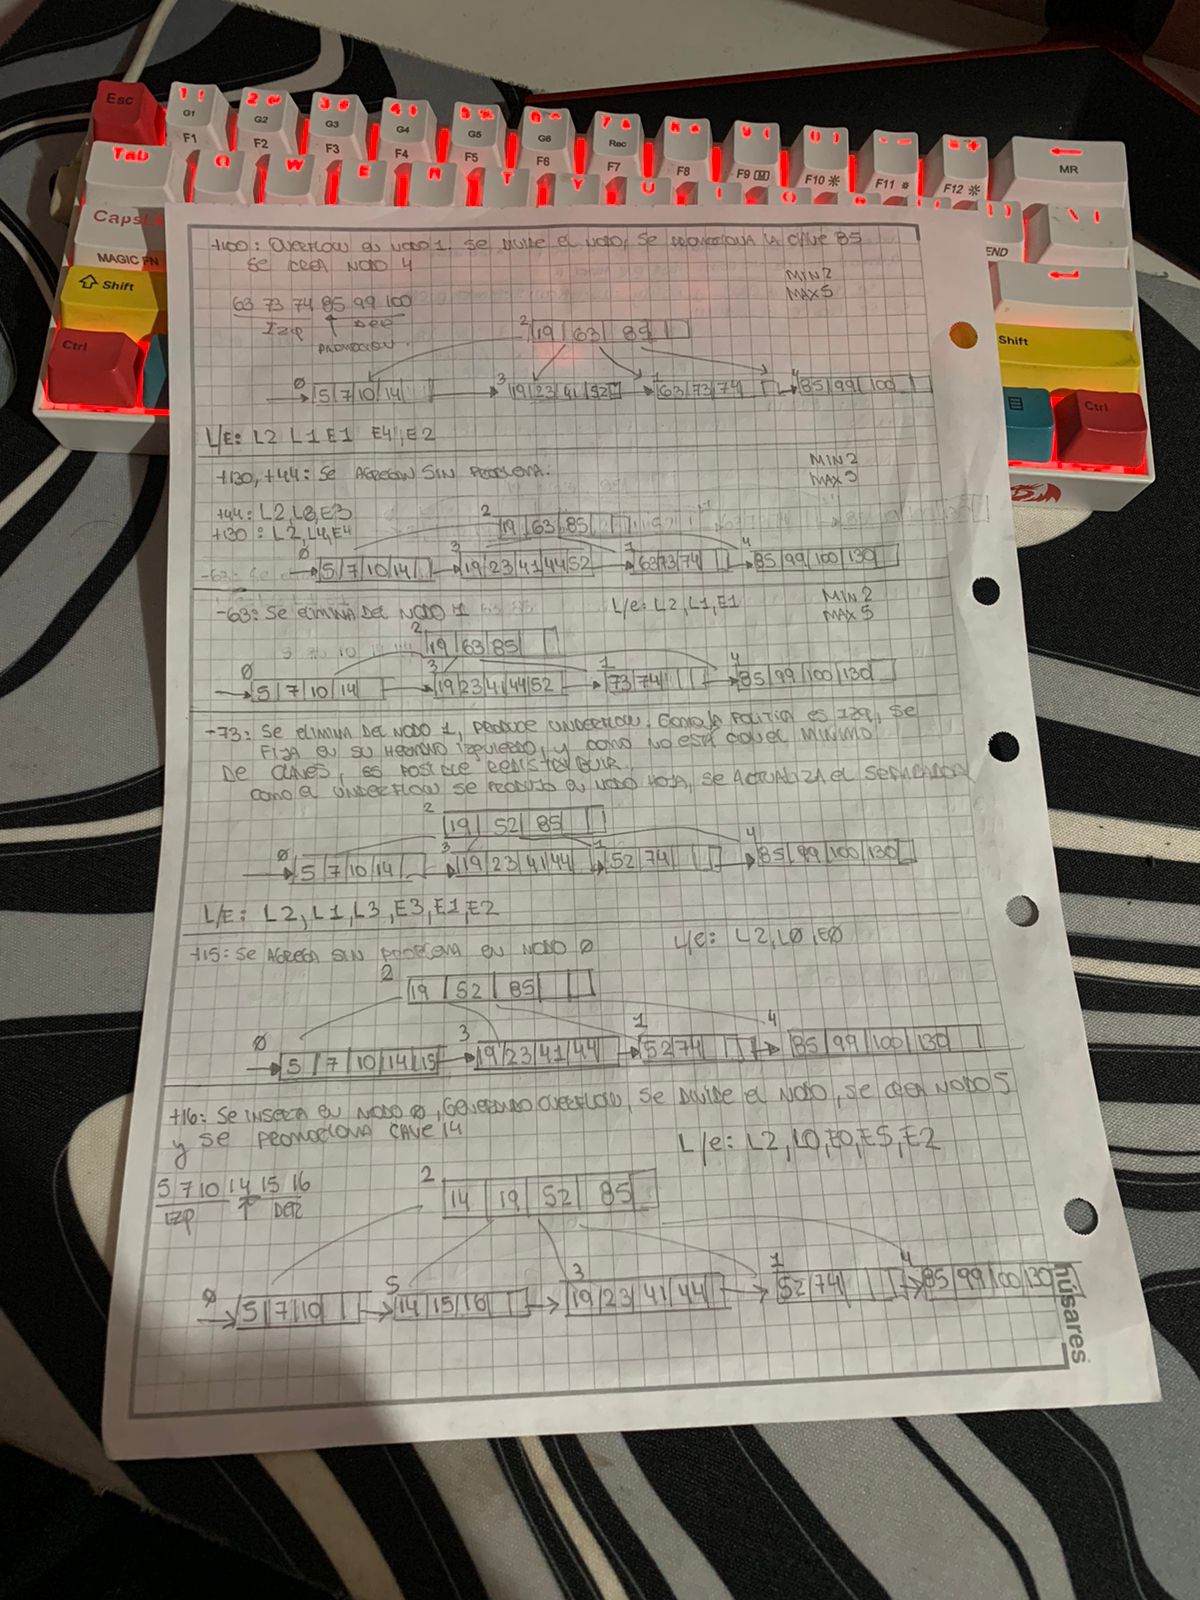 Esc
1 !
2
3 #
4
5 %
7
G1
G2
G3
G4
G5
G6
Rec
F1
F2
F3
F4
F5
F6
F7
F8
F9 M
F10
F11
F12
MR
Tab
Q
W
E
T
Y
U
I
CapsL
MAGIC FN
END
Shift
Shift
Ctrl
Ctrl
+100: OVERFLOW EN NODO 1. SE DIVIDE EL NODO, SE PROMOCIONA LA CLAVE 85.
SE CREA NODO 4
MIN 2
MAX 5
63 73 74 85 99 100
IZQ DER
PROMOCION.
2
19 63 85
0 3 1 4
5 7 10 14
19 23 41 52
63 73 74
85 99 100
L/E: L2 L1 E1 E4, E2
+130, +44: SE AGREGAN SIN PROBLEMA.
MIN 2
MAX 5
+44: L2, L3, E3
+130: L2, L4, E4
2
19 63 85
0 3 1 4
5 7 10 14
19 23 41 44 52
63 73 74
85 99 100 130
-63: Se
-63: Se ELIMINA DEL NODO 1
L/e: L2, L1, E1
MIN 2
MAX 5
2
19 63 85
0 3 1 4
5 7 10 14
19 23 41 44 52
73 74
85 99 100 130
-73: SE ELIMINA DEL NODO 1, PRODUCE UNDERFLOW. COMO LA POLITICA ES IZQ, SE
FIJA EN SU HERMANO IZQUIERDO, Y COMO NO ESTA CON EL MINIMO
DE CLAVES, ES POSIBLE REDISTRIBUIR.
COMO EL UNDERFLOW SE PRODUJO EN NODO HOJA, SE ACTUALIZA EL SEPARADOR
2
19 52 85
0 3 1 4
5 7 10 14
19 23 41 44
52 74
85 99 100 130
L/E: L2, L1, L3, E3, E1, E2
+15: SE AGREGA SIN PROBLEMA EN NODO 0
L/e: L2, L0, E0
2
19 52 85
0 3 1 4
5 7 10 14 15
19 23 41 44
52 74
85 99 100 130
+16: SE INSERTA EN NODO 0, GENERANDO OVERFLOW, SE DIVIDE EL NODO, SE CREA NODO 5
y SE PROMOCIONA CLAVE 14
L/e: L2, L0, E0, E5, E2
5 7 10 14 15 16
IZQ DER
2
14 19 52 85
0 5 3 1 4
5 7 10
14 15 16
19 23 41 44
52 74
85 99 100 130
húsares